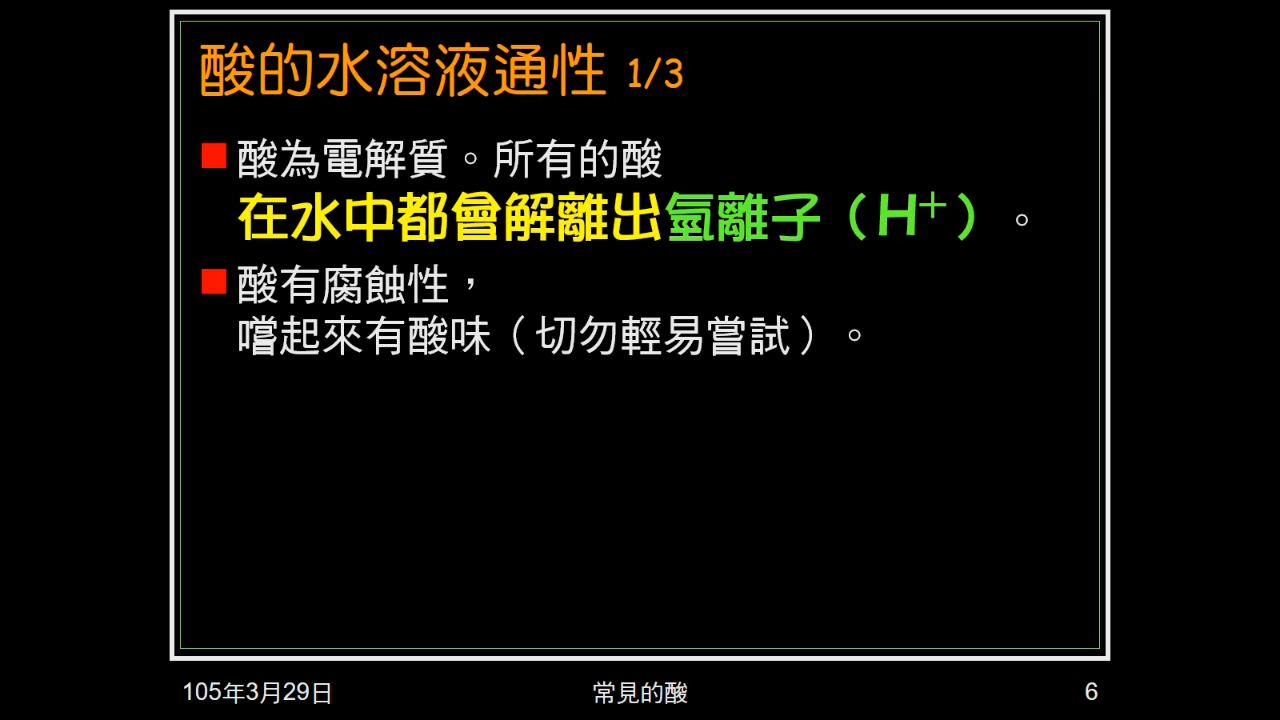 酸的水溶液通性 1/3
酸為電解質。所有的酸
在水中都會解離出氫離子（H⁺）。
酸有腐蝕性，
嚐起來有酸味（切勿輕易嘗試）。
105年3月29日
常見的酸
6